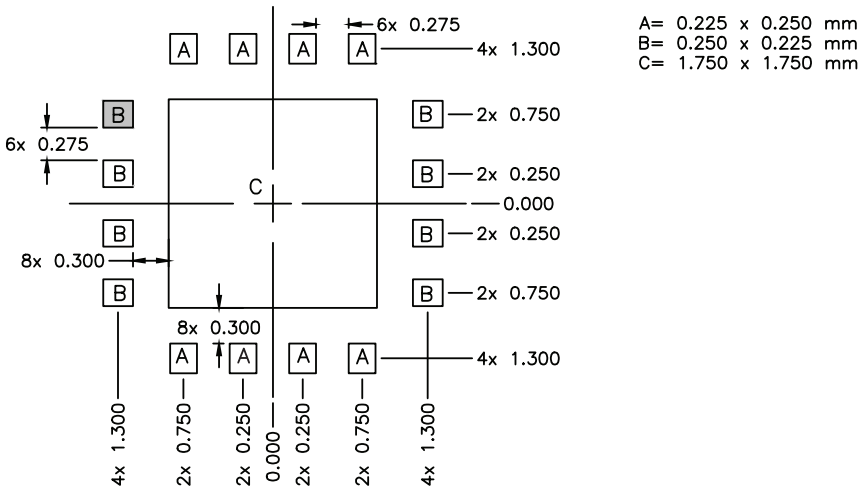 A= 0.225 x 0.250 mm
B= 0.250 x 0.225 mm
C= 1.750 x 1.750 mm
6x 0.275
A A A A 4x 1.300
B B 2x 0.750
6x 0.275
B B 2x 0.250
C
0.000
B B 2x 0.250
8x 0.300
B B 2x 0.750
8x 0.300
A A A A 4x 1.300
4x 1.300
2x 0.750
2x 0.250
0.000
2x 0.250
2x 0.750
4x 1.300